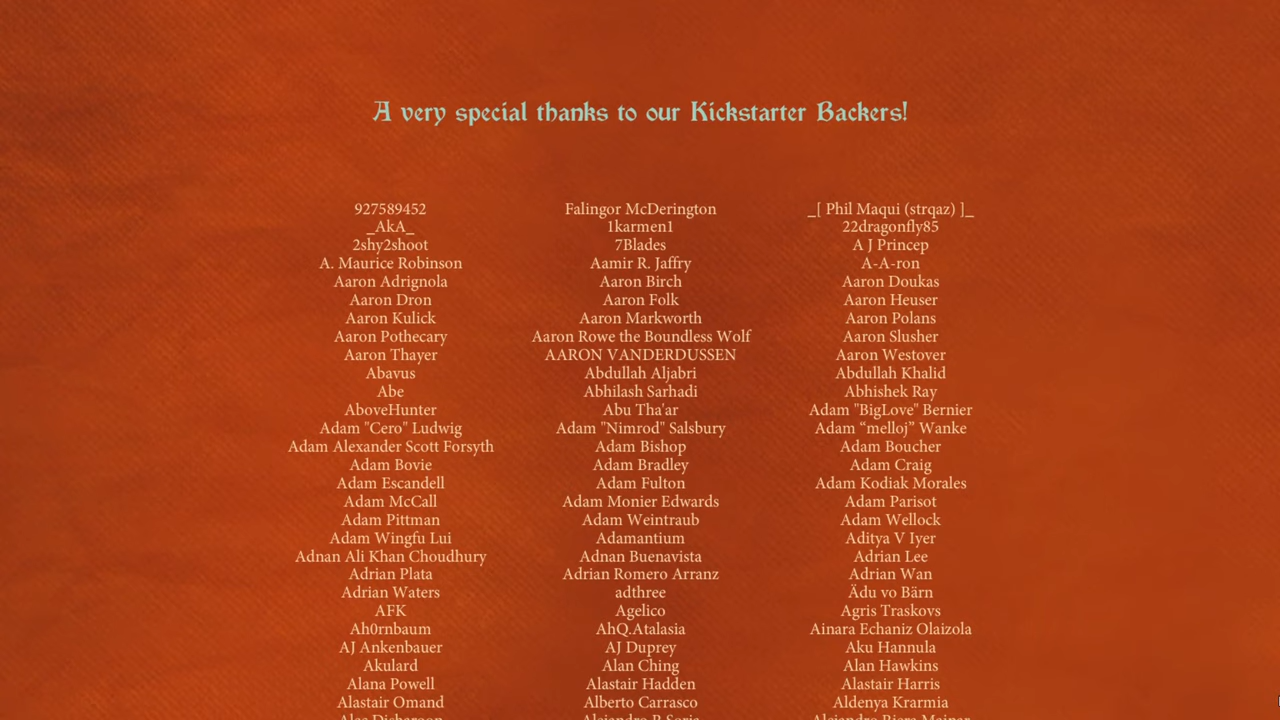 A very special thanks to our Kickstarter Backers!
927589452 Falingor McDerington _[ Phil Maqui (strqaz) ]_
_AkA_ 1karmen1 22dragonfly85
2shy2shoot 7Blades A J Princep
A. Maurice Robinson Aamir R. Jaffry A-A-ron
Aaron Adrignola Aaron Birch Aaron Doukas
Aaron Dron Aaron Folk Aaron Heuser
Aaron Kulick Aaron Markworth Aaron Polans
Aaron Pothecary Aaron Rowe the Boundless Wolf Aaron Slusher
Aaron Thayer AARON VANDERDUSSEN Aaron Westover
Abavus Abdullah Aljabri Abdullah Khalid
Abe Abhilash Sarhadi Abhishek Ray
AboveHunter Abu Tha'ar Adam "BigLove" Bernier
Adam "Cero" Ludwig Adam "Nimrod" Salsbury Adam “melloj” Wanke
Adam Alexander Scott Forsyth Adam Bishop Adam Boucher
Adam Bovie Adam Bradley Adam Craig
Adam Escandell Adam Fulton Adam Kodiak Morales
Adam McCall Adam Monier Edwards Adam Parisot
Adam Pittman Adam Weintraub Adam Wellock
Adam Wingfu Lui Adamantium Aditya V Iyer
Adnan Ali Khan Choudhury Adnan Buenavista Adrian Lee
Adrian Plata Adrian Romero Arranz Adrian Wan
Adrian Waters adthree Ädu vo Bärn
AFK Agelico Agris Traskovs
Ah0rnbaum AhQ.Atalasia Ainara Echaniz Olaizola
AJ Ankenbauer AJ Duprey Aku Hannula
Akulard Alan Ching Alan Hawkins
Alana Powell Alastair Hadden Alastair Harris
Alastair Omand Alberto Carrasco Aldenya Krarmia